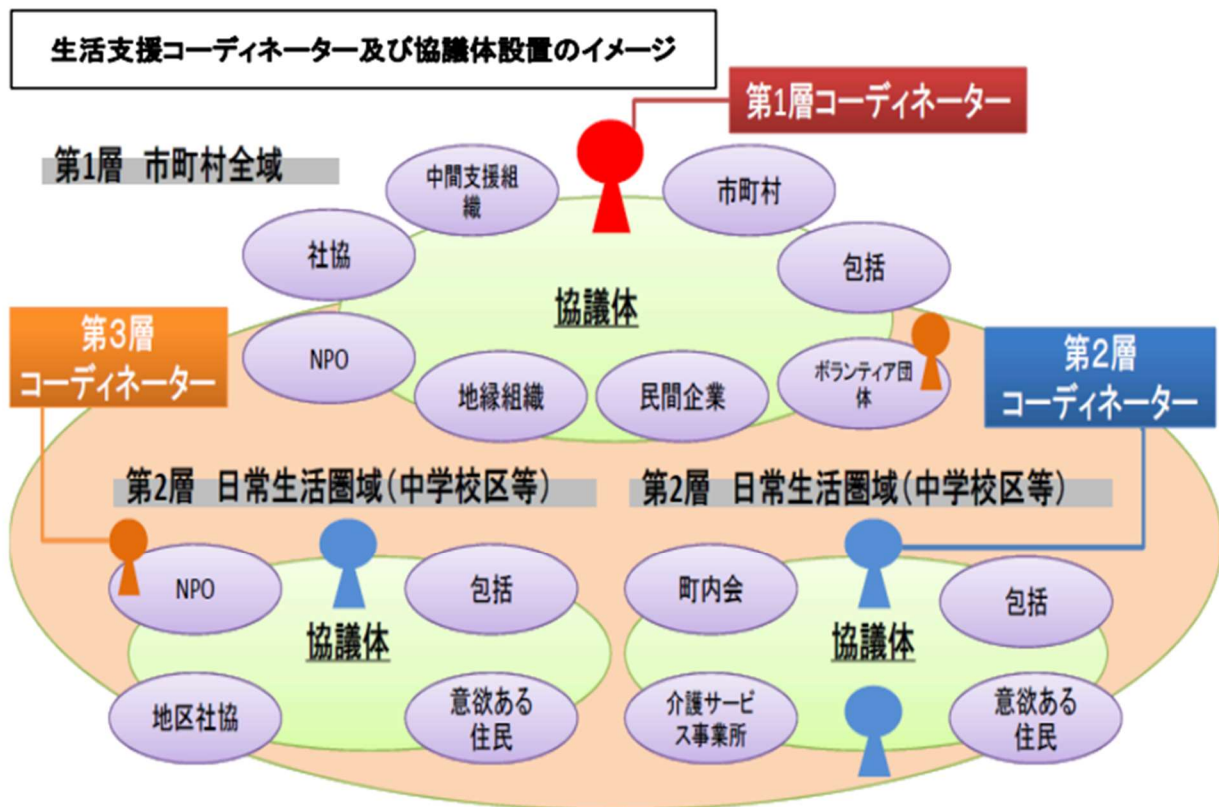 生活支援コーディネーター及び協議体設置のイメージ
第1層コーディネーター
第1層 市町村全域
中間支援組
織
市町村
社協
包括
協議体
第3層
コーディネーター
NPO
地縁組織
民間企業
ボランティア団
体
第2層
コーディネーター
第2層 日常生活圏域(中学校区等)
第2層 日常生活圏域(中学校区等)
NPO
包括
協議体
地区社協
意欲ある
住民
町内会
包括
協議体
介護サービ
ス事業所
意欲ある
住民